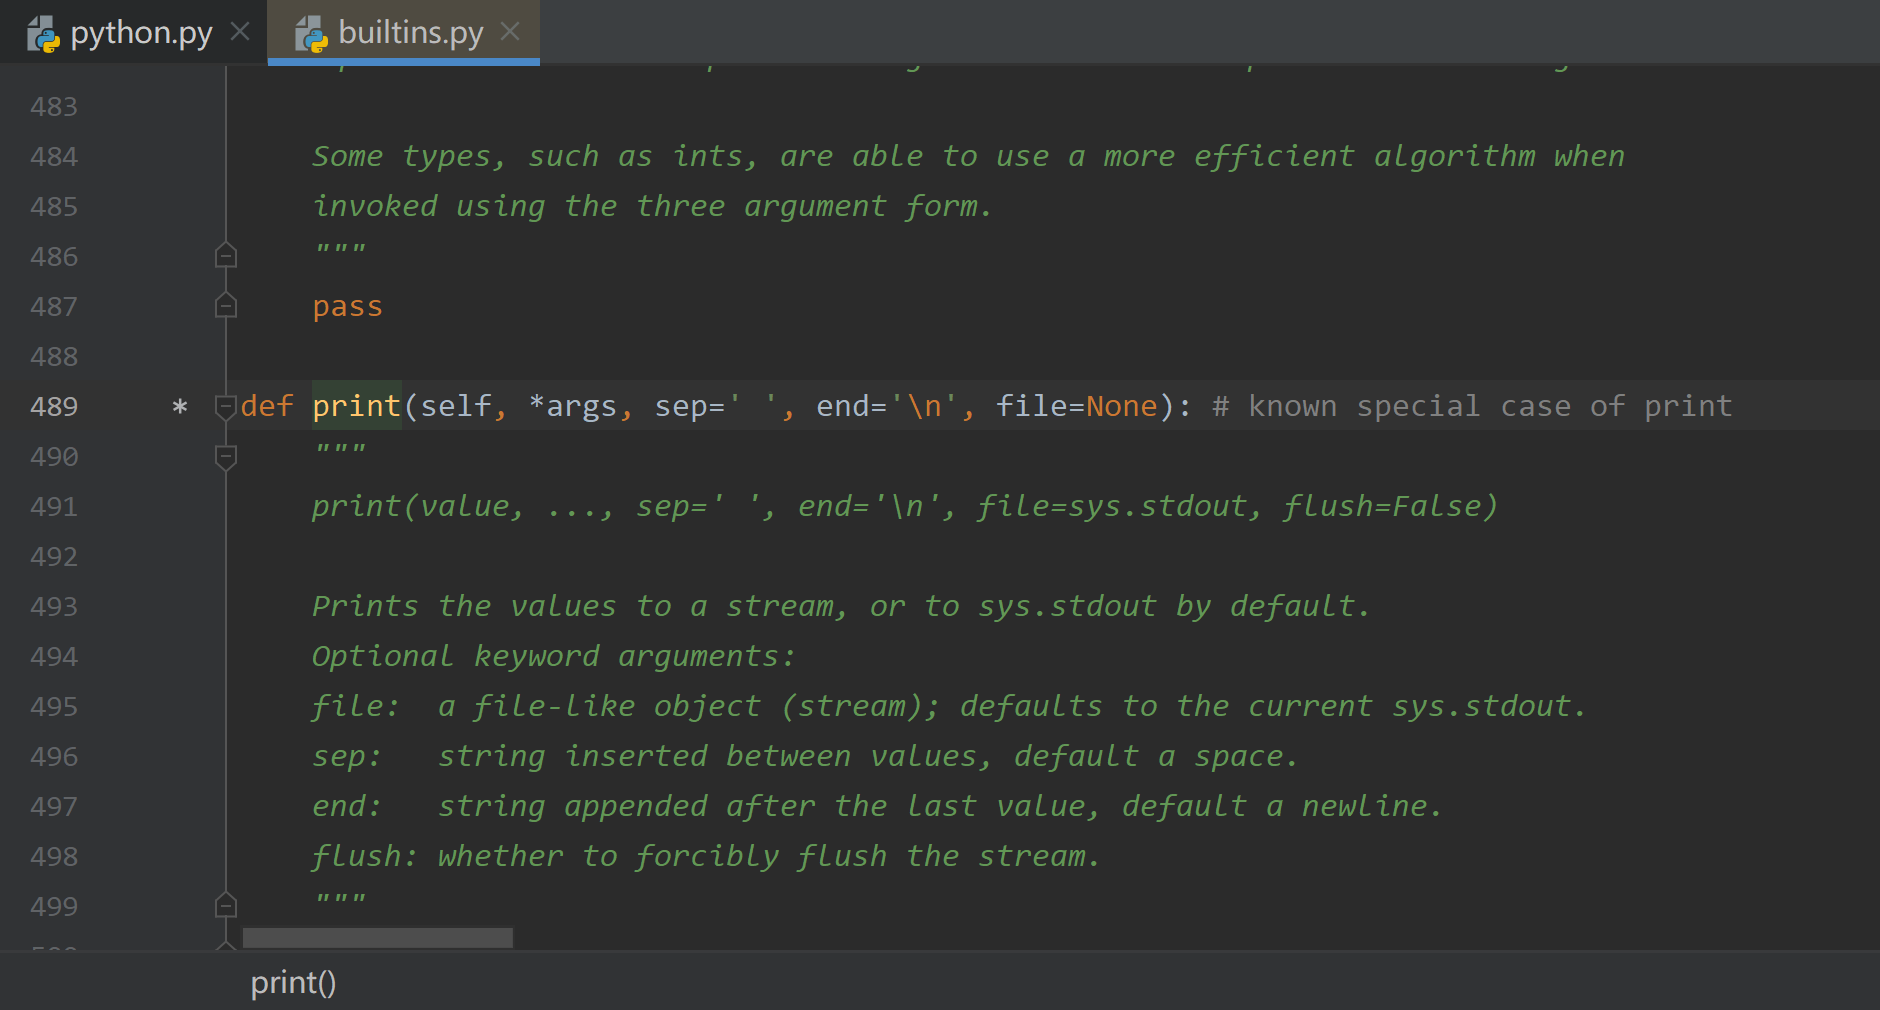 python.py × builtins.py ×
483
484 Some types, such as ints, are able to use a more efficient algorithm when
485 invoked using the three argument form.
486 """
487 pass
488
489 * def print(self, *args, sep=' ', end='\n', file=None): # known special case of print
490 """
491 print(value, ..., sep=' ', end='\n', file=sys.stdout, flush=False)
492
493 Prints the values to a stream, or to sys.stdout by default.
494 Optional keyword arguments:
495 file:  a file-like object (stream); defaults to the current sys.stdout.
496 sep:   string inserted between values, default a space.
497 end:   string appended after the last value, default a newline.
498 flush: whether to forcibly flush the stream.
499 """
print()